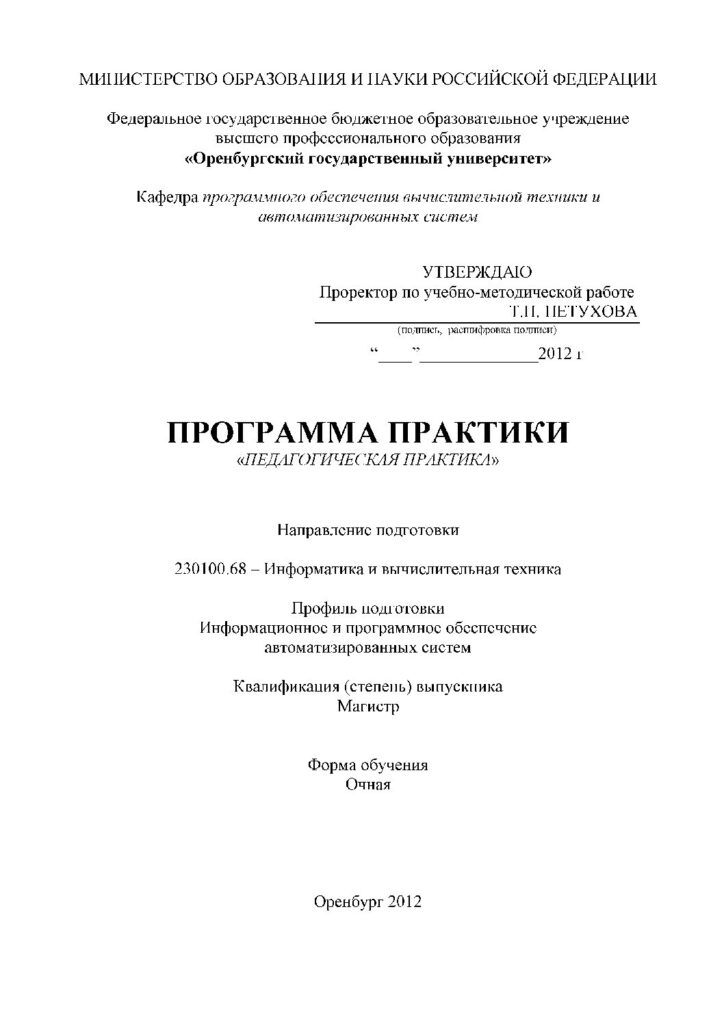 МИНИСТЕРСТВО ОБРАЗОВАНИЯ И НАУКИ РОССИЙСКОЙ ФЕДЕРАЦИИ
Федеральное государственное бюджетное образовательное учреждение
высшего профессионального образования
«Оренбургский государственный университет»
Кафедра программного обеспечения вычислительной техники и
автоматизированных систем
УТВЕРЖДАЮ
Проректор по учебно-методической работе
Т.П. ПЕТУХОВА
(подпись, расшифровка подписи)
“____”______________2012 г
ПРОГРАММА ПРАКТИКИ
«ПЕДАГОГИЧЕСКАЯ ПРАКТИКА»
Направление подготовки
230100.68 – Информатика и вычислительная техника
Профиль подготовки
Информационное и программное обеспечение
автоматизированных систем
Квалификация (степень) выпускника
Магистр
Форма обучения
Очная
Оренбург 2012